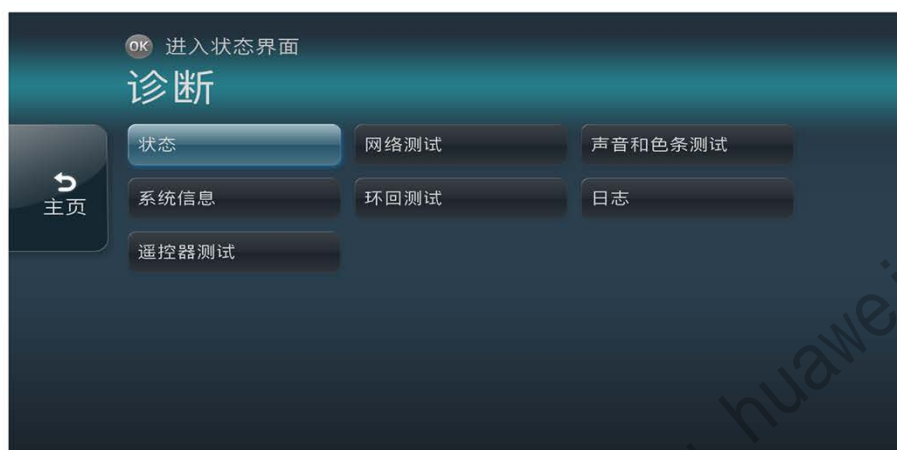 OK 进入状态界面
诊断
状态 网络测试 声音和色条测试
主页
系统信息 环回测试 日志
遥控器测试
huawe